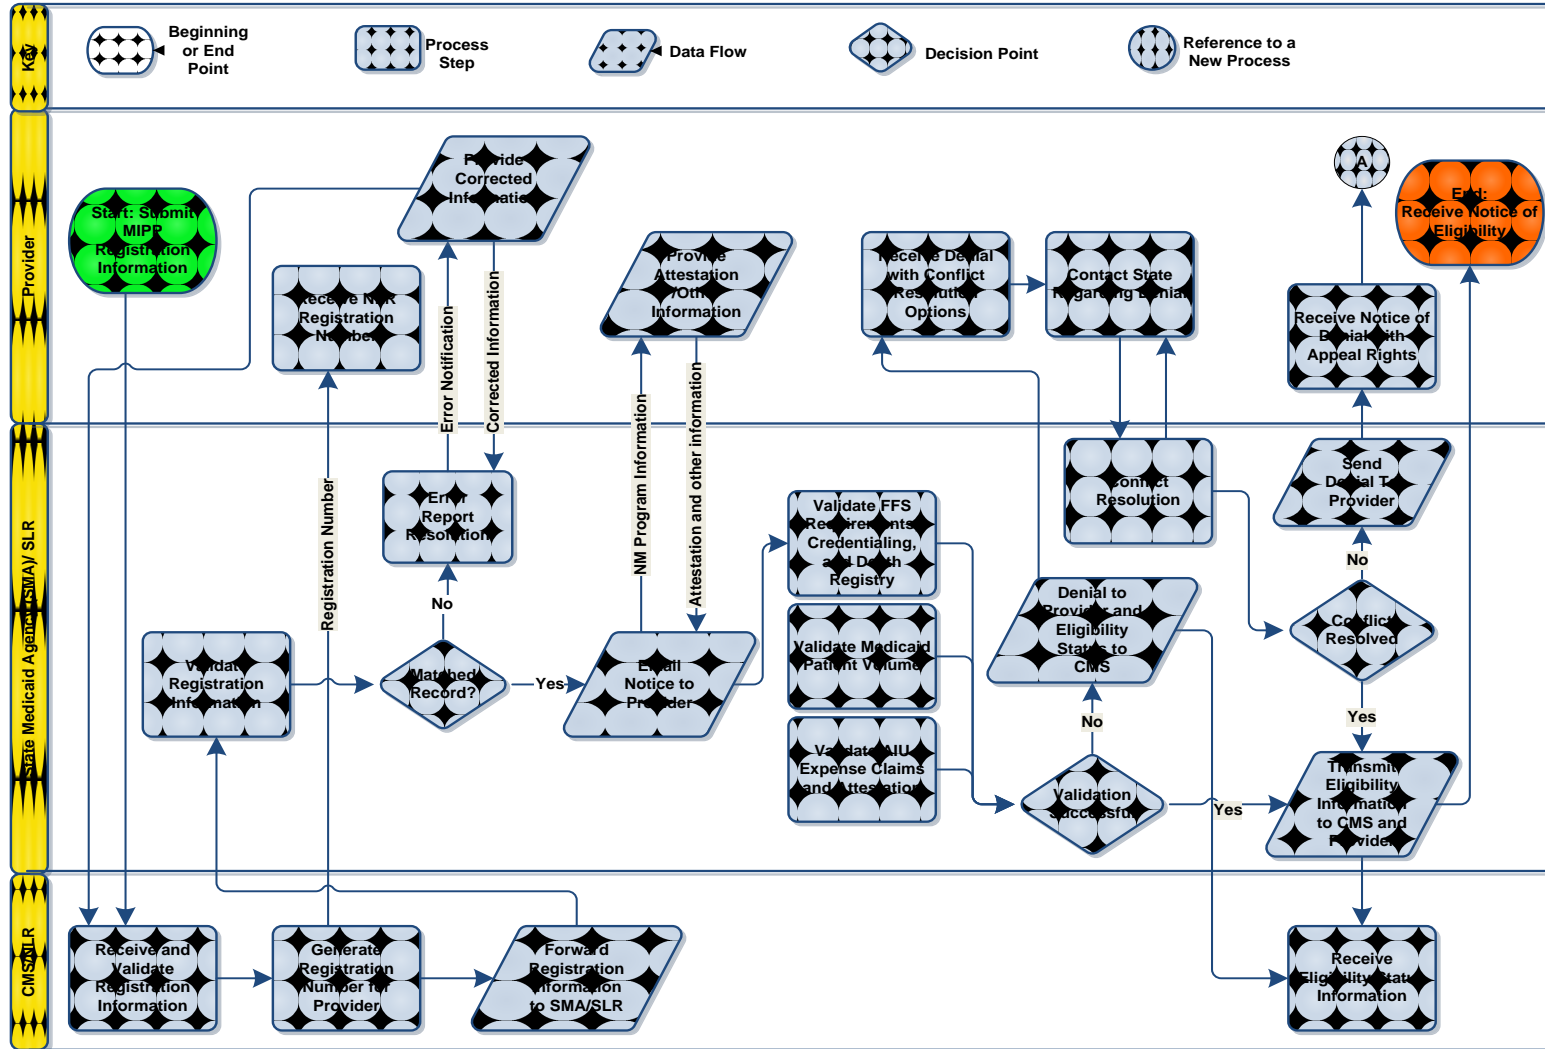 Key
Beginning
or End
Point
Process
Step
Data Flow
Decision Point
Reference to a
New Process
Provider
Start: Submit
MIPP
Registration
Information
Receive NLR
Registration
Number
Provide
Corrected
Information
Error Notification
Corrected Information
Provide
Attestation
/Other
Information
Receive Denial
with Conflict
Resolution
Options
Contact State
Regarding Denial
A
End:
Receive Notice of
Eligibility
Receive Notice of
Denial with
Appeal Rights
State Medicaid Agency (SMA)/ SLR
Registration Number
Error
Report
Resolution
No
NM Program Information
Attestation and other information
Validate
Registration
Information
Matched
Record?
Yes
Email
Notice to
Provider
Validate FFS
Requirements,
Credentialing,
and Death
Registry
Validate Medicaid
Patient Volume
Validate AIU
Expense Claims
and Attestation
Denial to
Provider and
Eligibility
Status to
CMS
No
Validation
Successful
Yes
Conflict
Resolution
Send
Denial To
Provider
No
Conflict
Resolved
Yes
Transmit
Eligibility
Information
to CMS and
Provider
CMS/NLR
Receive and
Validate
Registration
Information
Generate
Registration
Number for
Provider
Forward
Registration
Information
to SMA/SLR
Receive
Eligibility Status
Information